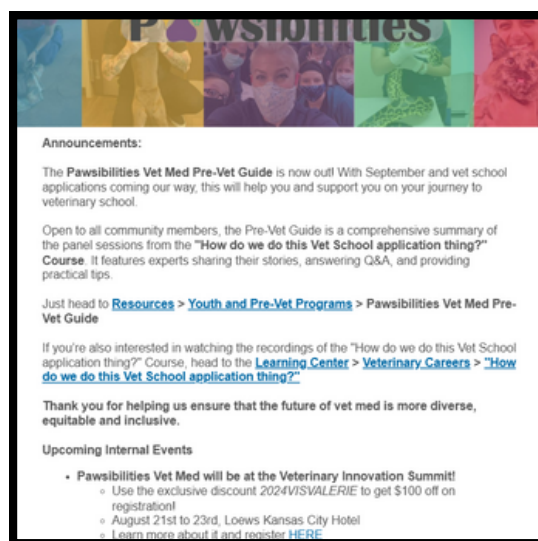 Pawsibilities
Announcements:
The Pawsibilities Vet Med Pre-Vet Guide is now out! With September and vet school
applications coming our way, this will help you and support you on your journey to
veterinary school.
Open to all community members, the Pre-Vet Guide is a comprehensive summary of
the panel sessions from the "How do we do this Vet School application thing?"
Course. It features experts sharing their stories, answering Q&A, and providing
practical tips.
Just head to Resources > Youth and Pre-Vet Programs > Pawsibilities Vet Med Pre-
Vet Guide
If you're also interested in watching the recordings of the "How do we do this Vet School
application thing?" Course, head to the Learning Center > Veterinary Careers > "How
do we do this Vet School application thing?"
Thank you for helping us ensure that the future of vet med is more diverse,
equitable and inclusive.
Upcoming Internal Events
• Pawsibilities Vet Med will be at the Veterinary Innovation Summit!
○ Use the exclusive discount 2024VISVALERIE to get $100 off on
registration!
○ August 21st to 23rd, Loews Kansas City Hotel
○ Learn more about it and register HERE